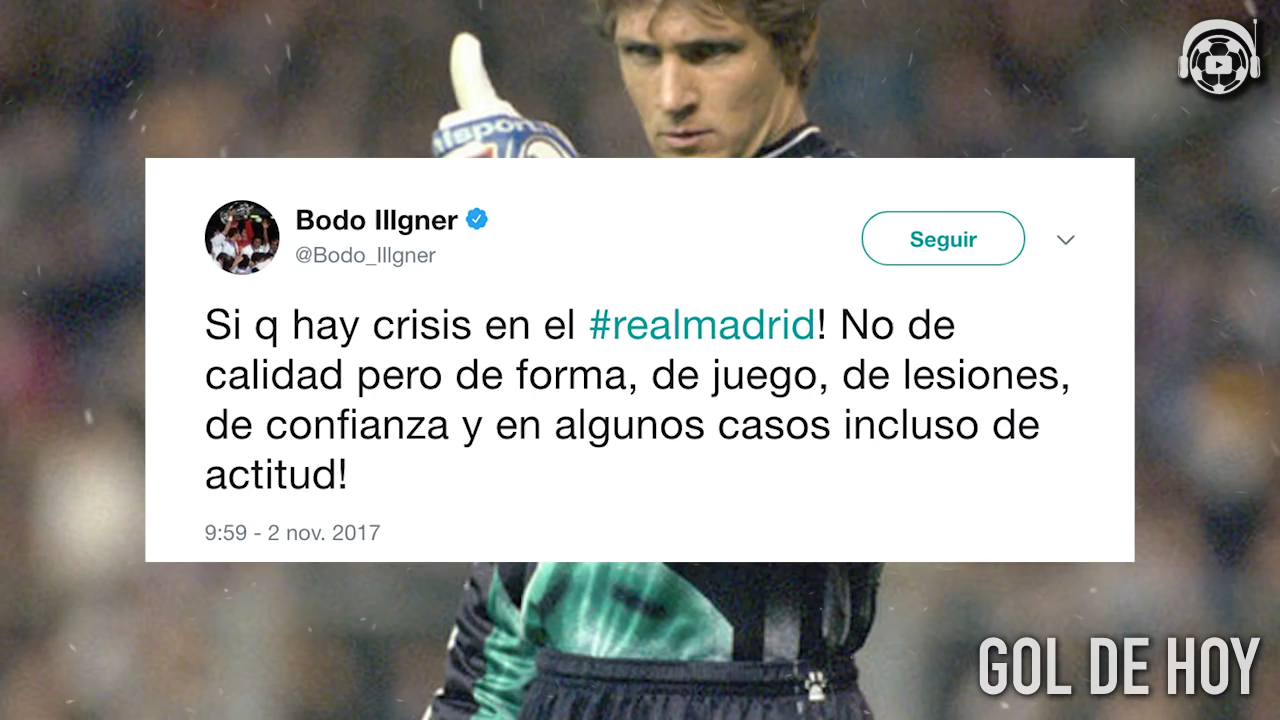 uhlsport
Bodo Illgner
@Bodo_Illgner
Seguir
Si q hay crisis en el #realmadrid! No de
calidad pero de forma, de juego, de lesiones,
de confianza y en algunos casos incluso de
actitud!
9:59 - 2 nov. 2017
GOL DE HOY